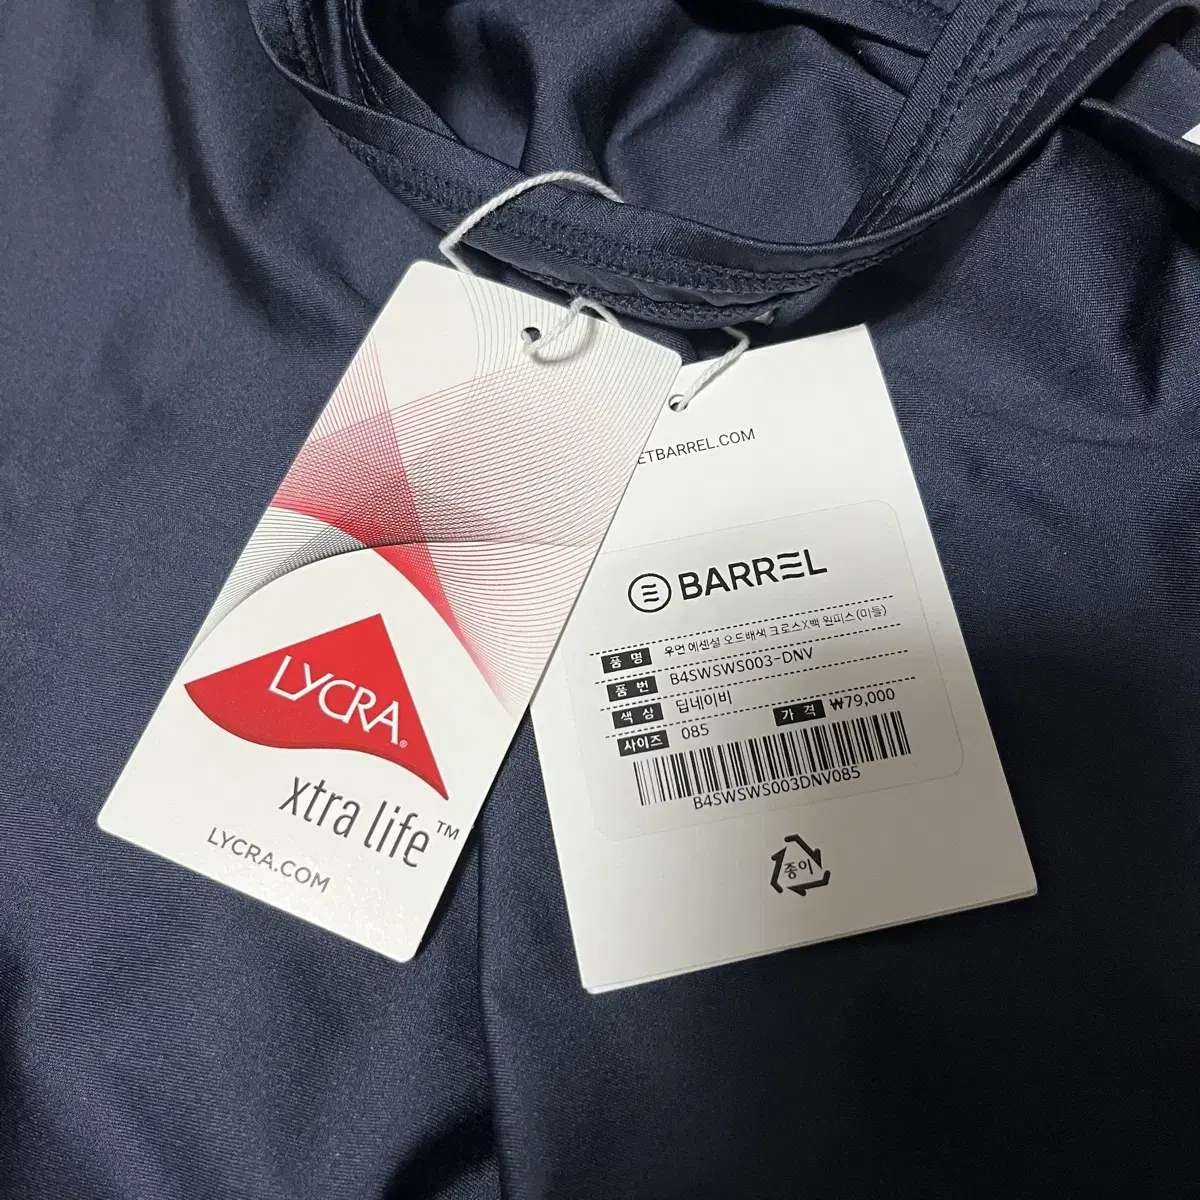 LYCRA®
xtra life™
LYCRA.COM
ETBARREL.COM
BARREL
품 명 우먼 에센셜 오드배색 크로스X백 원피스(미들)
품 번 B4SWSWS003-DNV
색 상 딥네이비
사이즈 085 가 격 ₩79,000
B4SWSWS003DNV085
종이